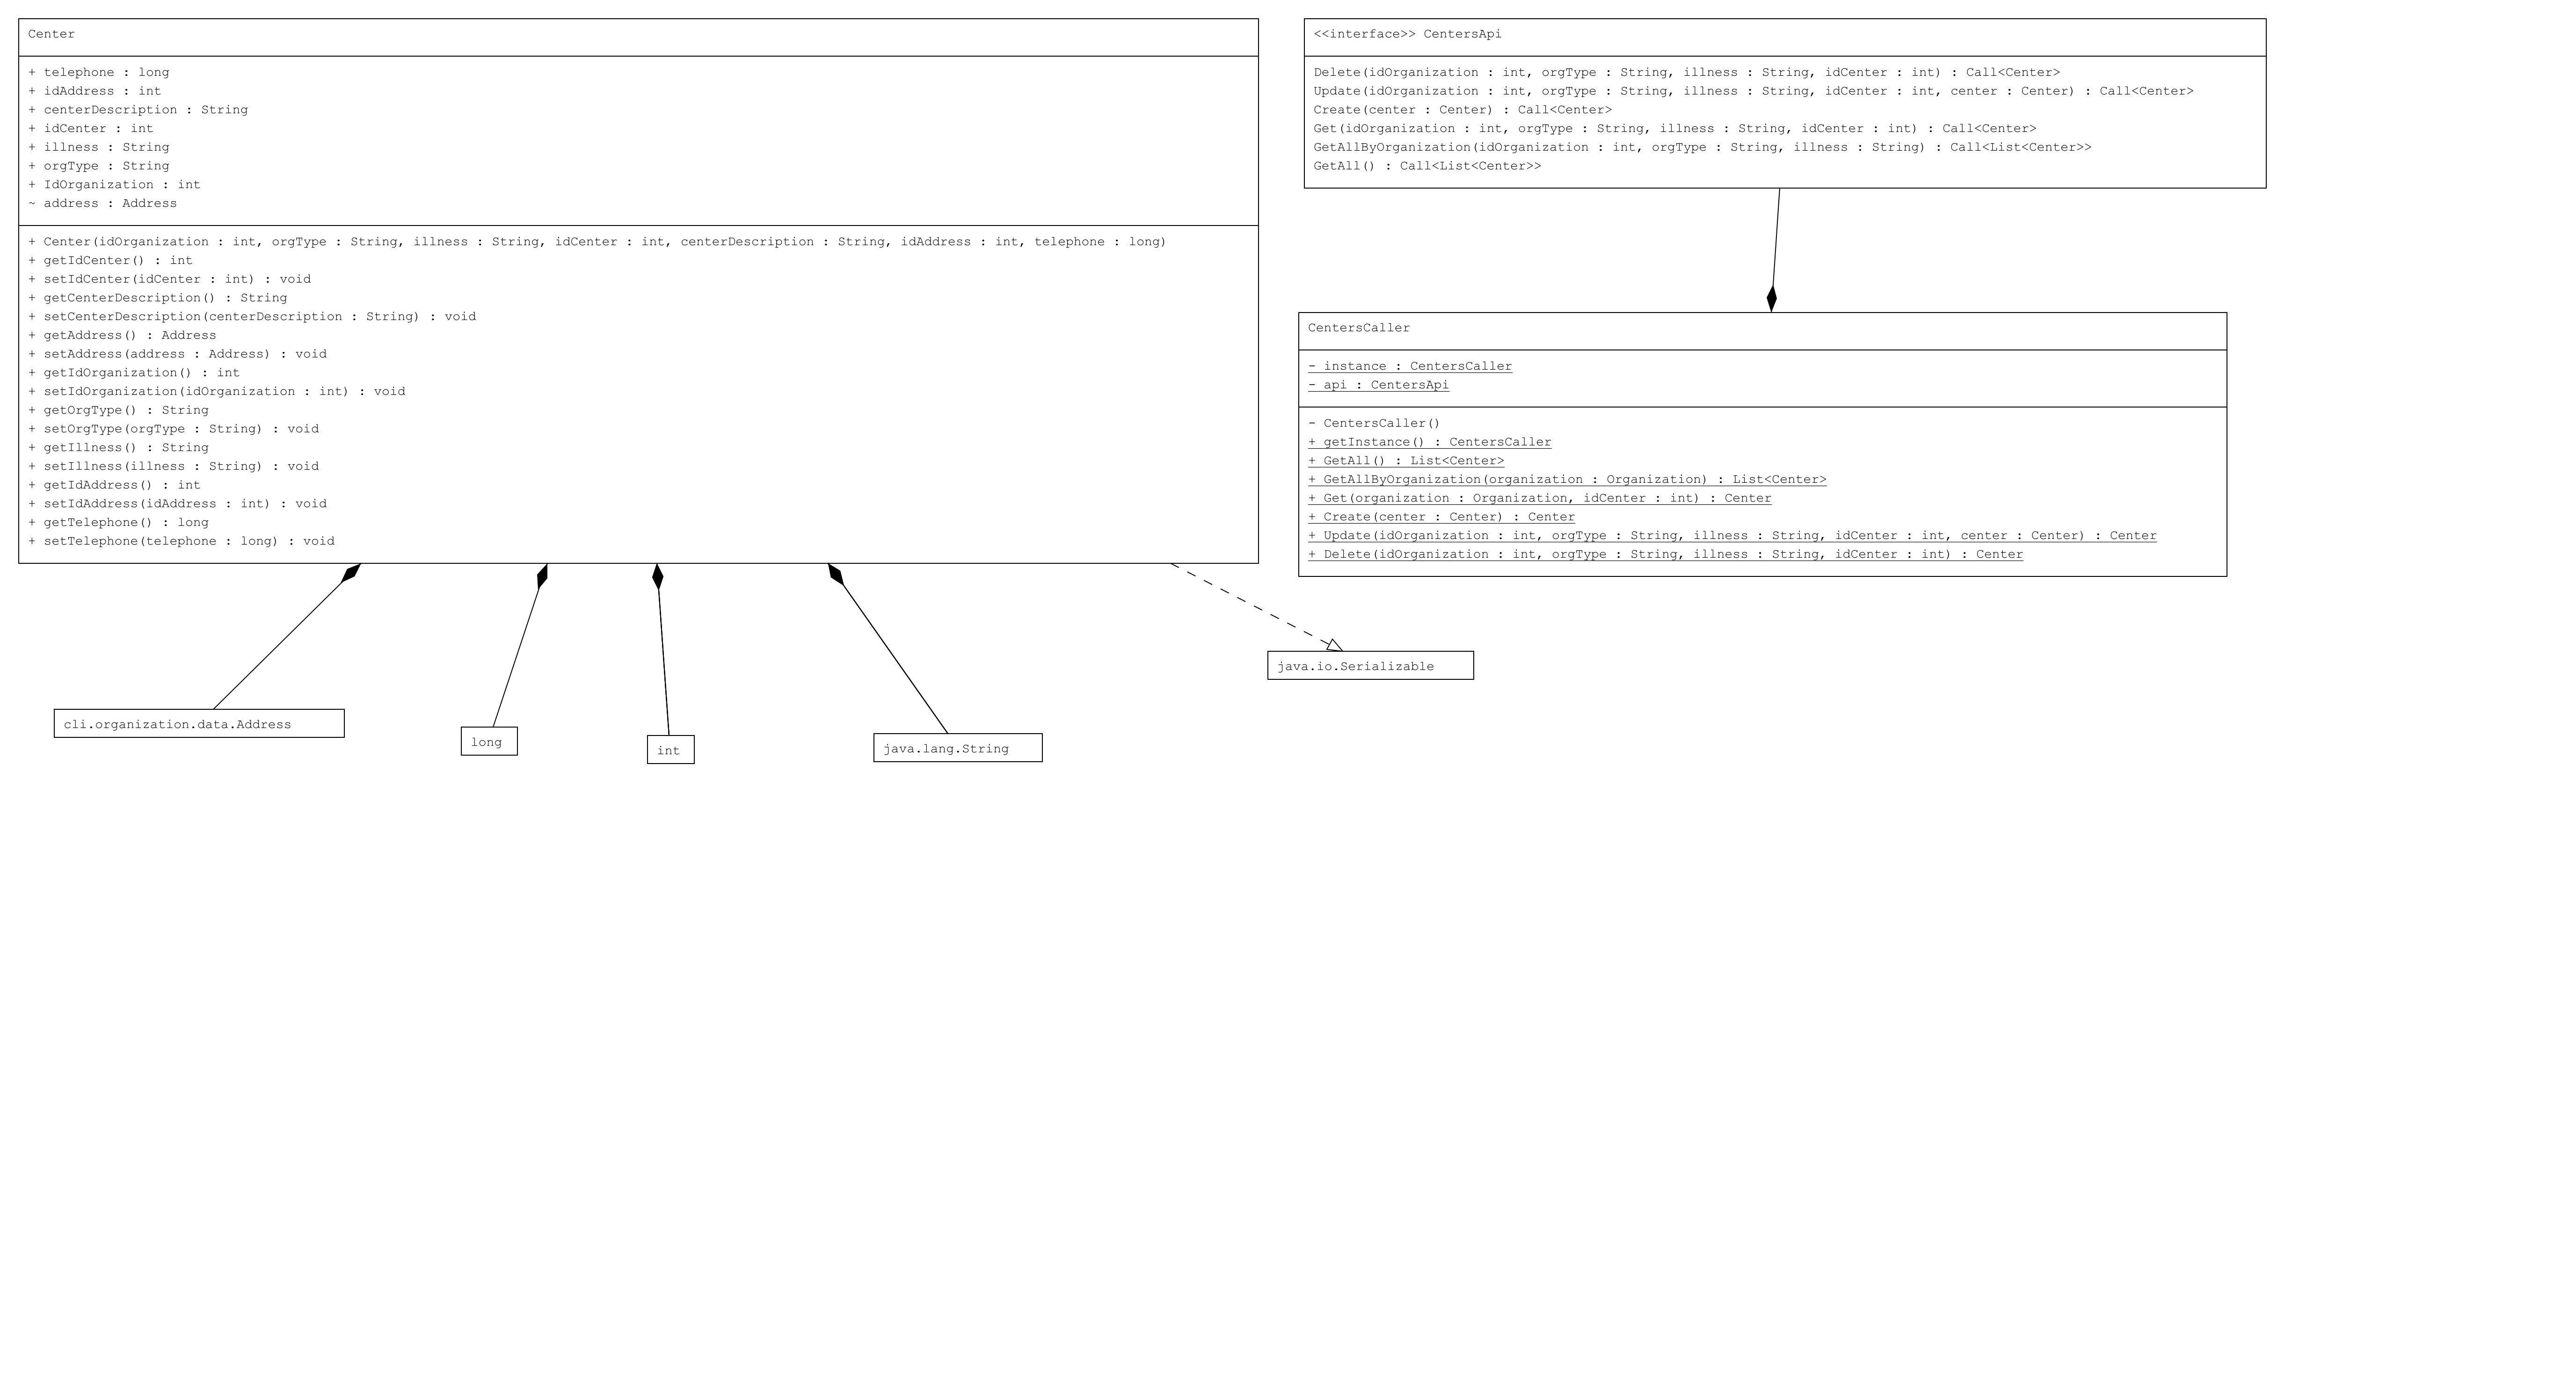 Center
+ telephone : long
+ idAddress : int
+ centerDescription : String
+ idCenter : int
+ illness : String
+ orgType : String
+ IdOrganization : int
~ address : Address
+ Center(idOrganization : int, orgType : String, illness : String, idCenter : int, centerDescription : String, idAddress : int, telephone : long)
+ getIdCenter() : int
+ setIdCenter(idCenter : int) : void
+ getCenterDescription() : String
+ setCenterDescription(centerDescription : String) : void
+ getAddress() : Address
+ setAddress(address : Address) : void
+ getIdOrganization() : int
+ setIdOrganization(idOrganization : int) : void
+ getOrgType() : String
+ setOrgType(orgType : String) : void
+ getIllness() : String
+ setIllness(illness : String) : void
+ getIdAddress() : int
+ setIdAddress(idAddress : int) : void
+ getTelephone() : long
+ setTelephone(telephone : long) : void
<<interface>> CentersApi
Delete(idOrganization : int, orgType : String, illness : String, idCenter : int) : Call<Center>
Update(idOrganization : int, orgType : String, illness : String, idCenter : int, center : Center) : Call<Center>
Create(center : Center) : Call<Center>
Get(idOrganization : int, orgType : String, illness : String, idCenter : int) : Call<Center>
GetAllByOrganization(idOrganization : int, orgType : String, illness : String) : Call<List<Center>>
GetAll() : Call<List<Center>>
CentersCaller
- instance : CentersCaller
- api : CentersApi
- CentersCaller()
+ getInstance() : CentersCaller
+ GetAll() : List<Center>
+ GetAllByOrganization(organization : Organization) : List<Center>
+ Get(organization : Organization, idCenter : int) : Center
+ Create(center : Center) : Center
+ Update(idOrganization : int, orgType : String, illness : String, idCenter : int, center : Center) : Center
+ Delete(idOrganization : int, orgType : String, illness : String, idCenter : int) : Center
java.io.Serializable
cli.organization.data.Address
long
int
java.lang.String